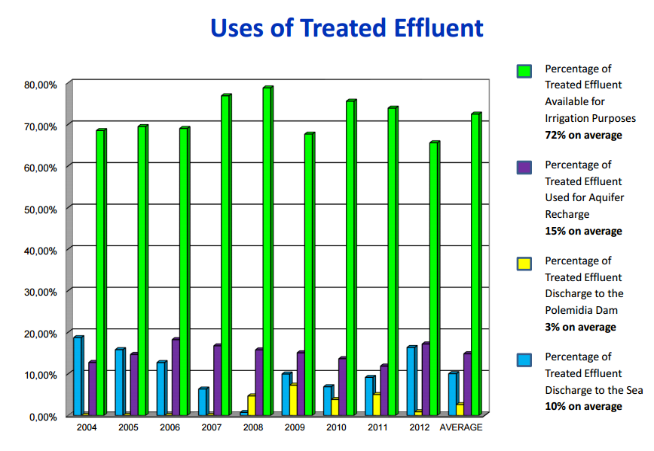 Uses of Treated Effluent
80,00%
70,00%
60,00%
50,00%
40,00%
30,00%
20,00%
10,00%
0,00%
2004 2005 2006 2007 2008 2009 2010 2011 2012 AVERAGE
Percentage of
Treated Effluent
Available for
Irrigation Purposes
72% on average
Percentage of
Treated Effluent
Used for Aquifer
Recharge
15% on average
Percentage of
Treated Effluent
Discharge to the
Polemidia Dam
3% on average
Percentage of
Treated Effluent
Discharge to the Sea
10% on average